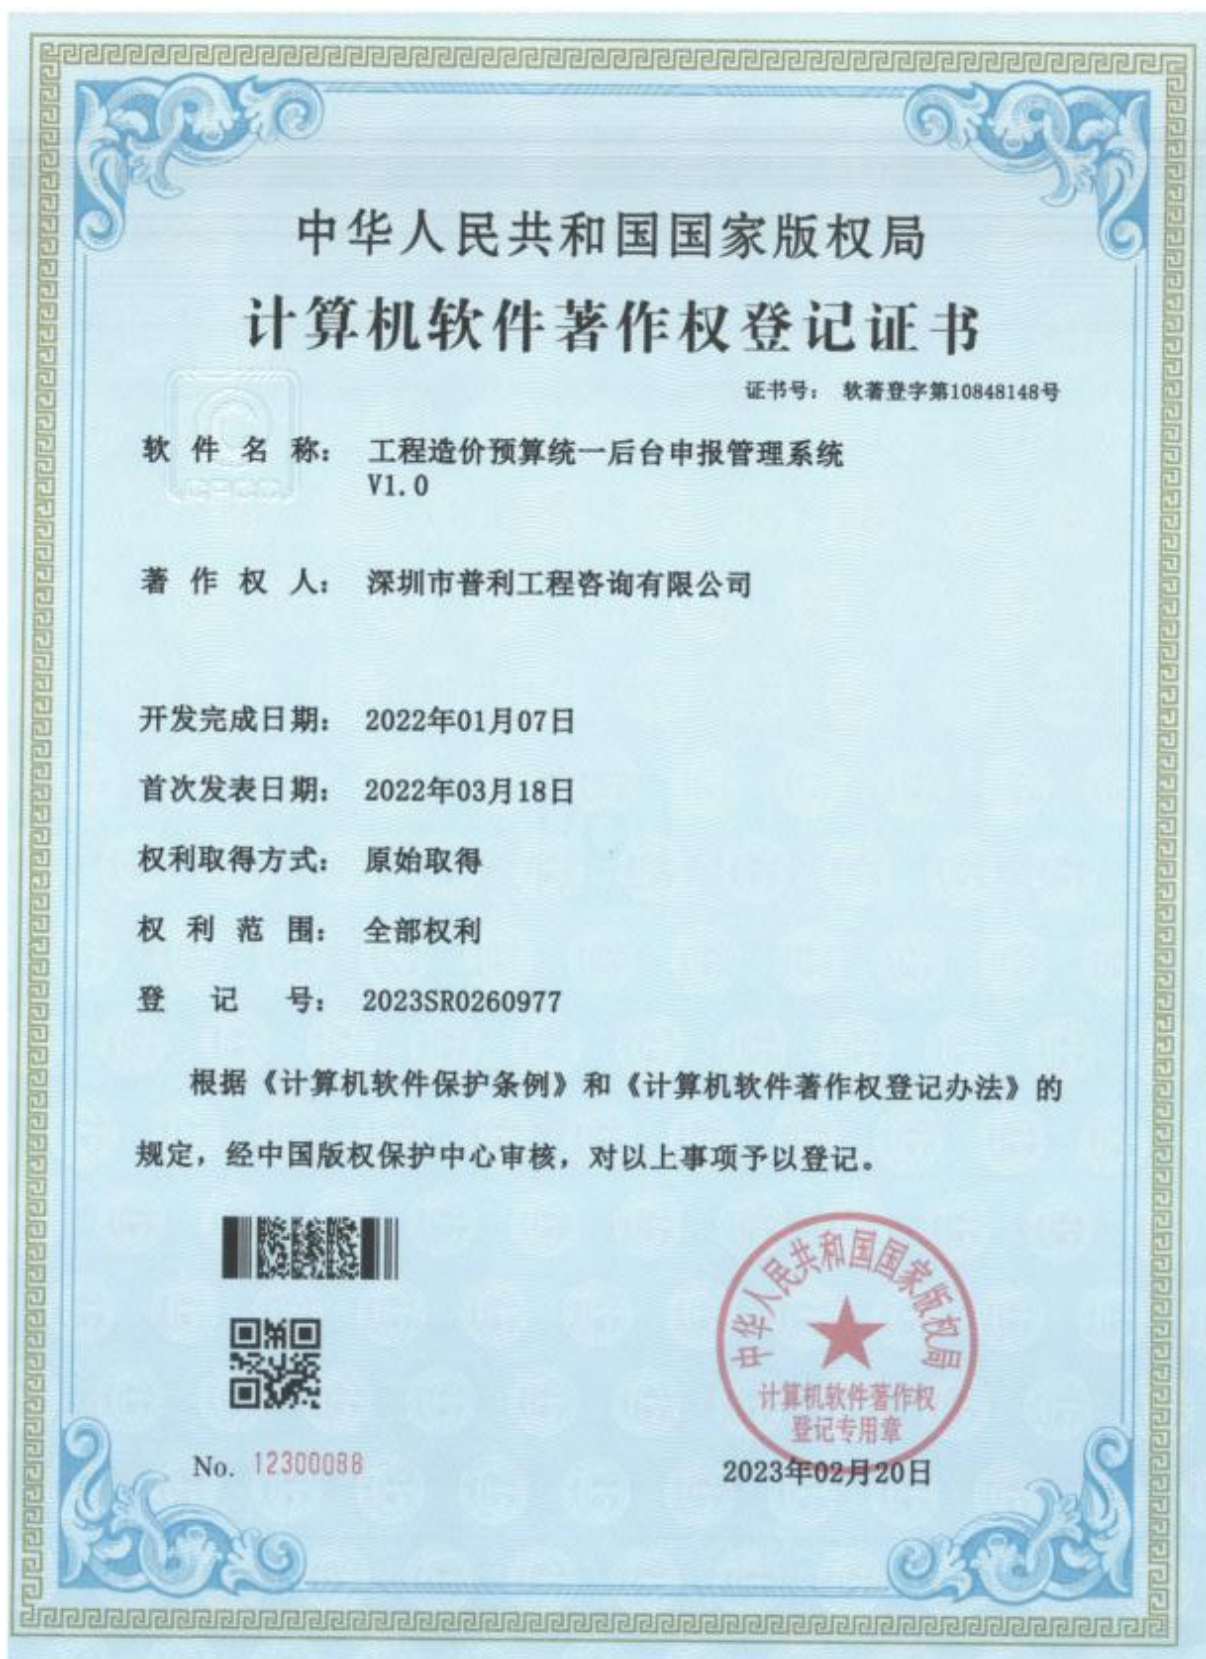 中华人民共和国国家版权局
计算机软件著作权登记证书
证书号： 软著登字第10848148号
软件名称： 工程造价预算统一后台申报管理系统
V1.0
著作权人： 深圳市普利工程咨询有限公司
开发完成日期： 2022年01月07日
首次发表日期： 2022年03月18日
权利取得方式： 原始取得
权利范围： 全部权利
登记号： 2023SR0260977
根据《计算机软件保护条例》和《计算机软件著作权登记办法》的
规定，经中国版权保护中心审核，对以上事项予以登记。
中华人民共和国国家版权局
计算机软件著作权
登记专用章
No. 12300088
2023年02月20日
CPCC